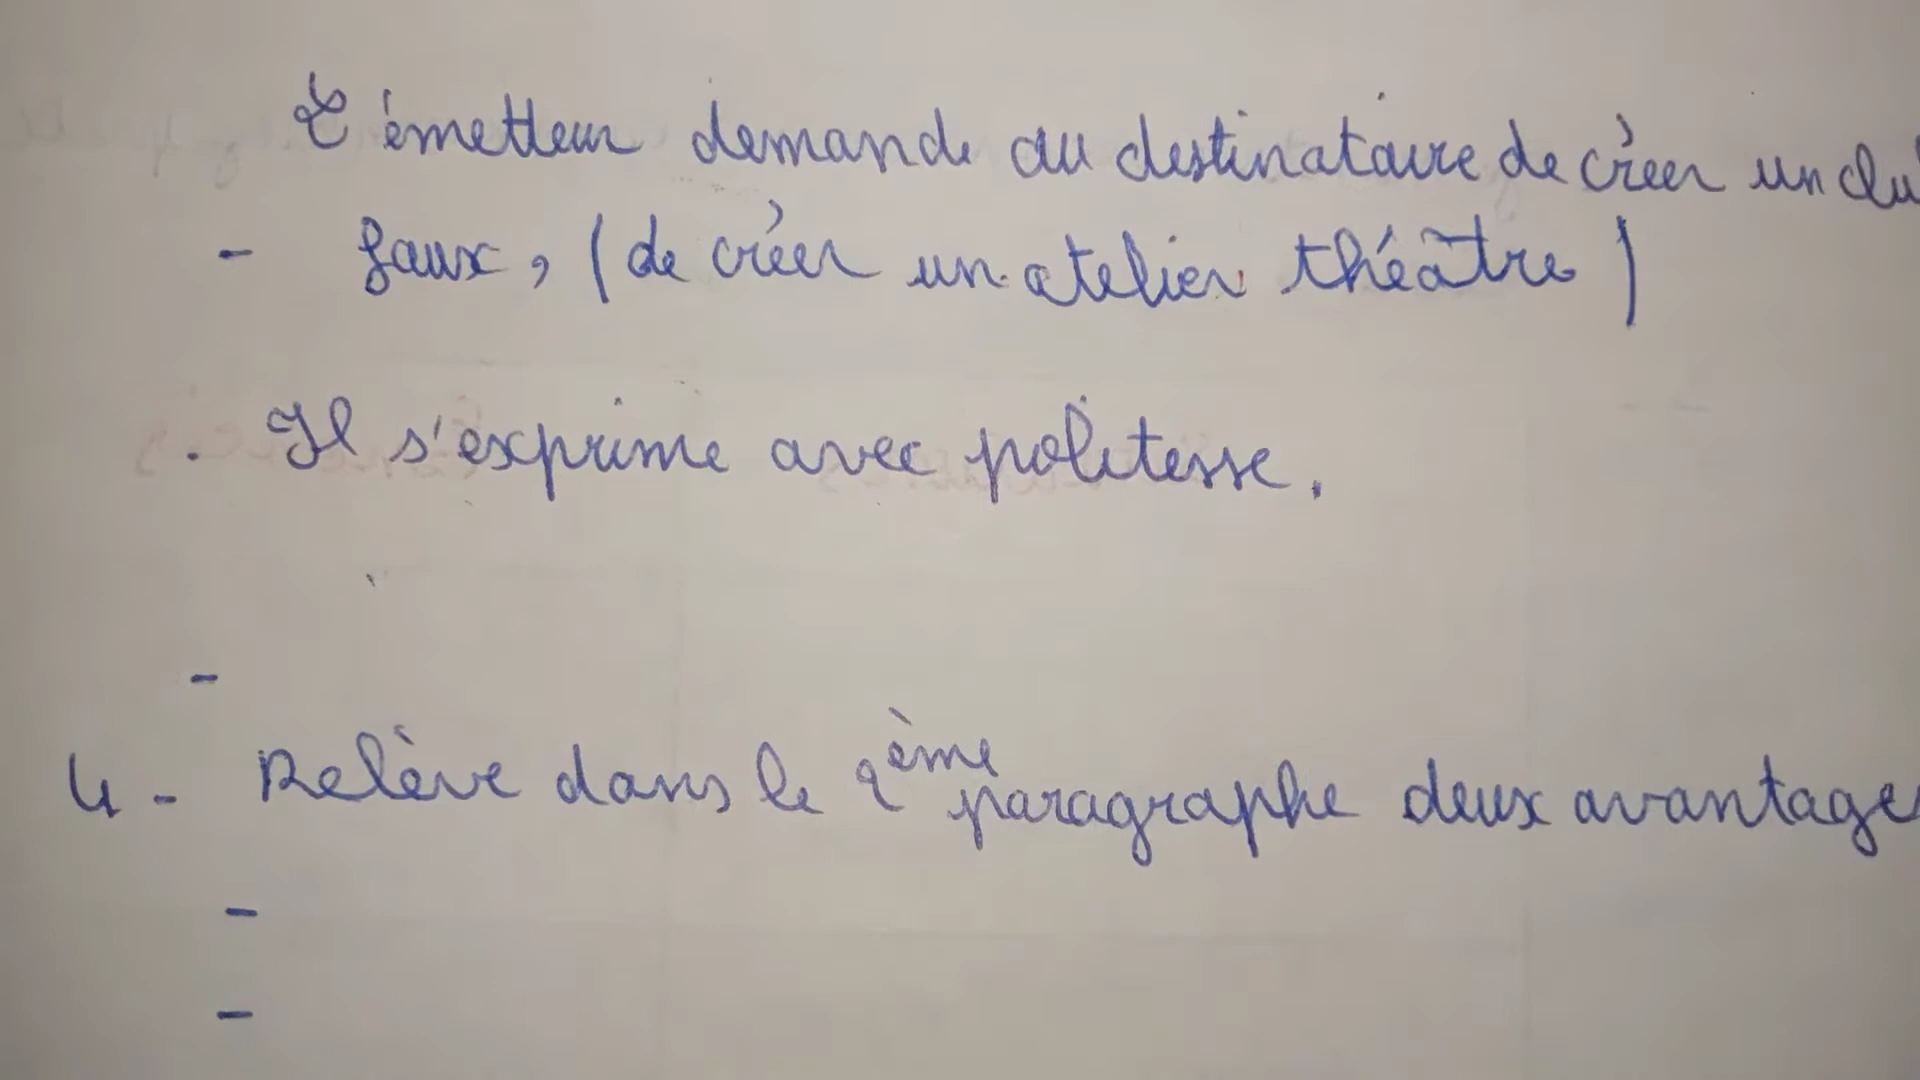 L'émetteur demande au destinataire de créer un clu
- faux, (de créer un atelier théâtre)
. Il s'exprime avec politesse.
-
4 - Relève dans le 2ème paragraphe deux avantages
-
-